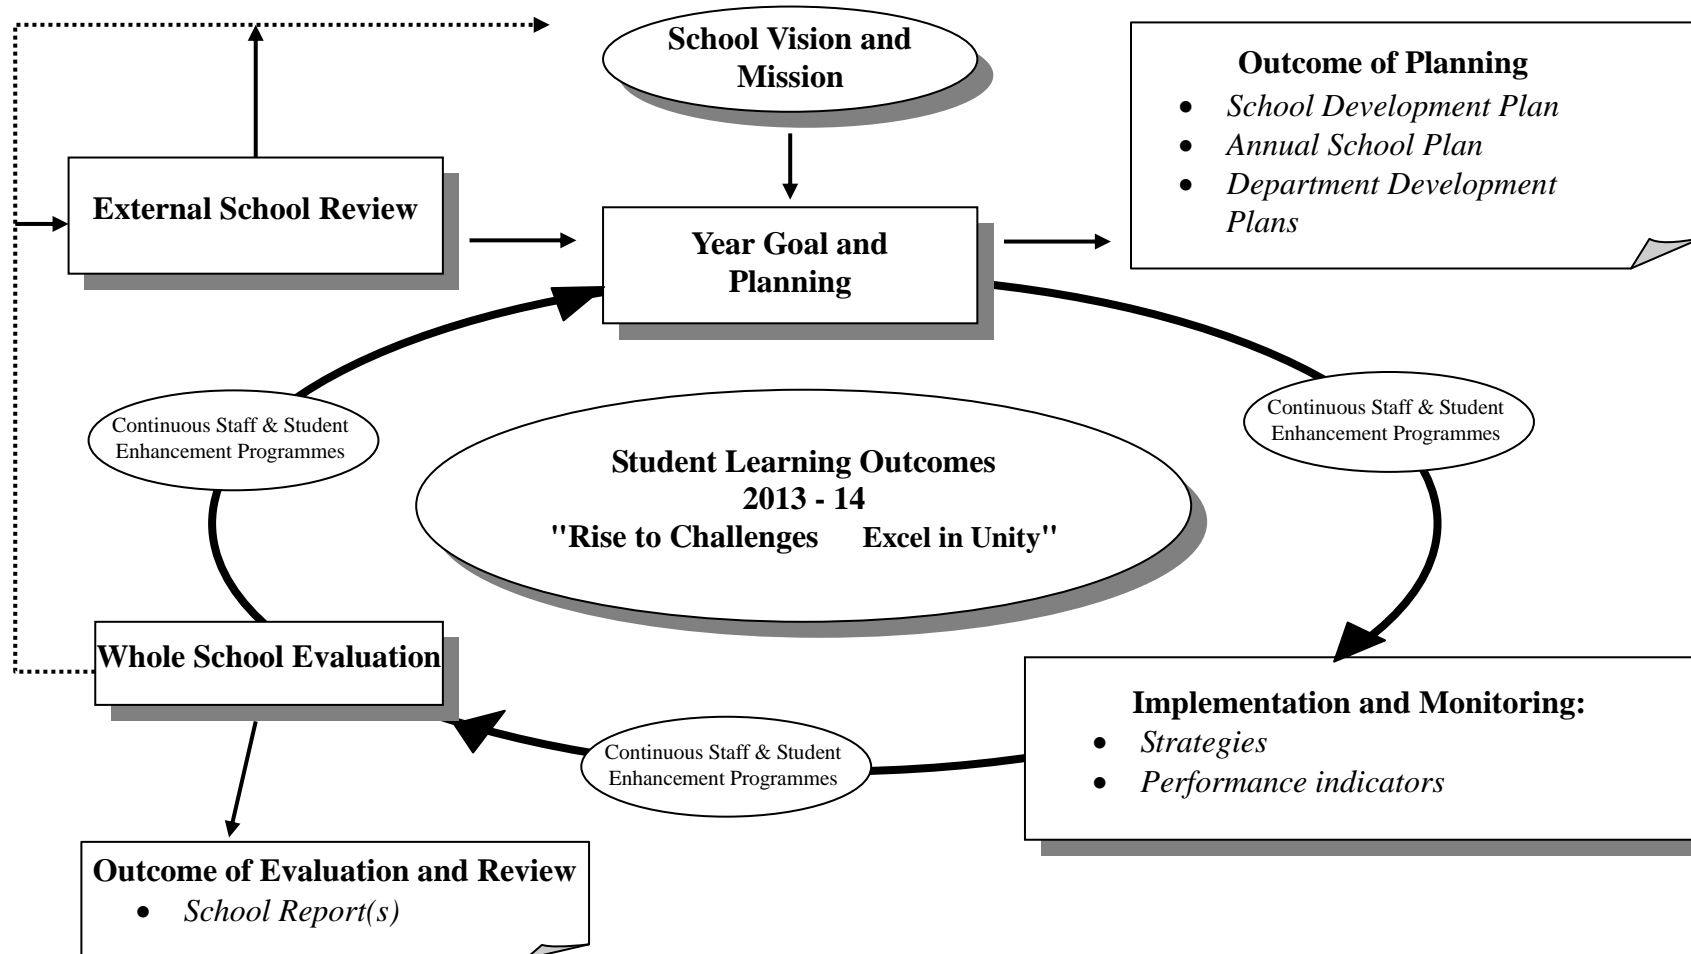 School Vision and
Mission
Outcome of Planning
• School Development Plan
• Annual School Plan
• Department Development
Plans
External School Review
Year Goal and
Planning
Continuous Staff & Student
Enhancement Programmes
Continuous Staff & Student
Enhancement Programmes
Student Learning Outcomes
2013 - 14
"Rise to Challenges Excel in Unity"
Whole School Evaluation
Implementation and Monitoring:
• Strategies
• Performance indicators
Continuous Staff & Student
Enhancement Programmes
Outcome of Evaluation and Review
• School Report(s)